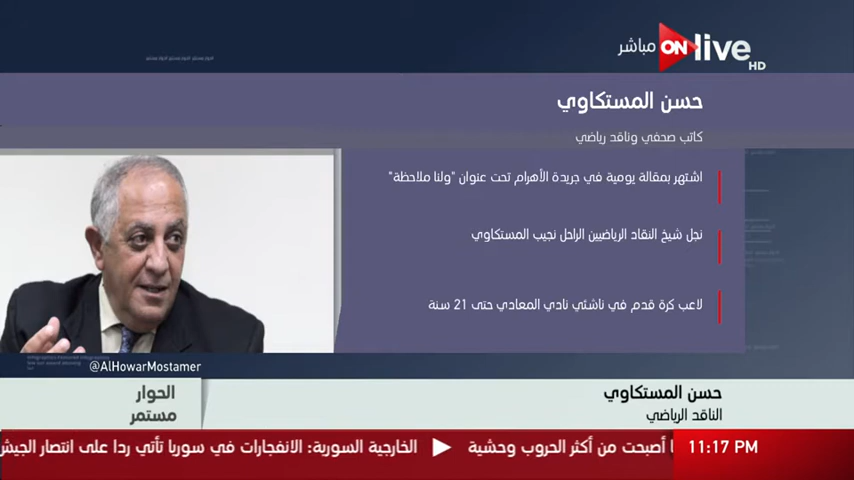 مباشر ON live
HD
حسن المستكاوي
كاتب صحفي وناقد رياضي
اشتهر بمقالة يومية في جريدة الأهرام تحت عنوان "ولنا ملاحظة"
نجل شيخ النقاد الرياضيين الراحل نجيب المستكاوي
لاعب كرة قدم في ناشئي نادي المعادي حتى 21 سنة
@AlHowarMostamer
حسن المستكاوي
الناقد الرياضي
الحوار
مستمر
11:17 PM
أصبحت من أكثر الحروب وحشية
الخارجية السورية: الانفجارات في سوريا تأتي ردا على انتصار الجيش